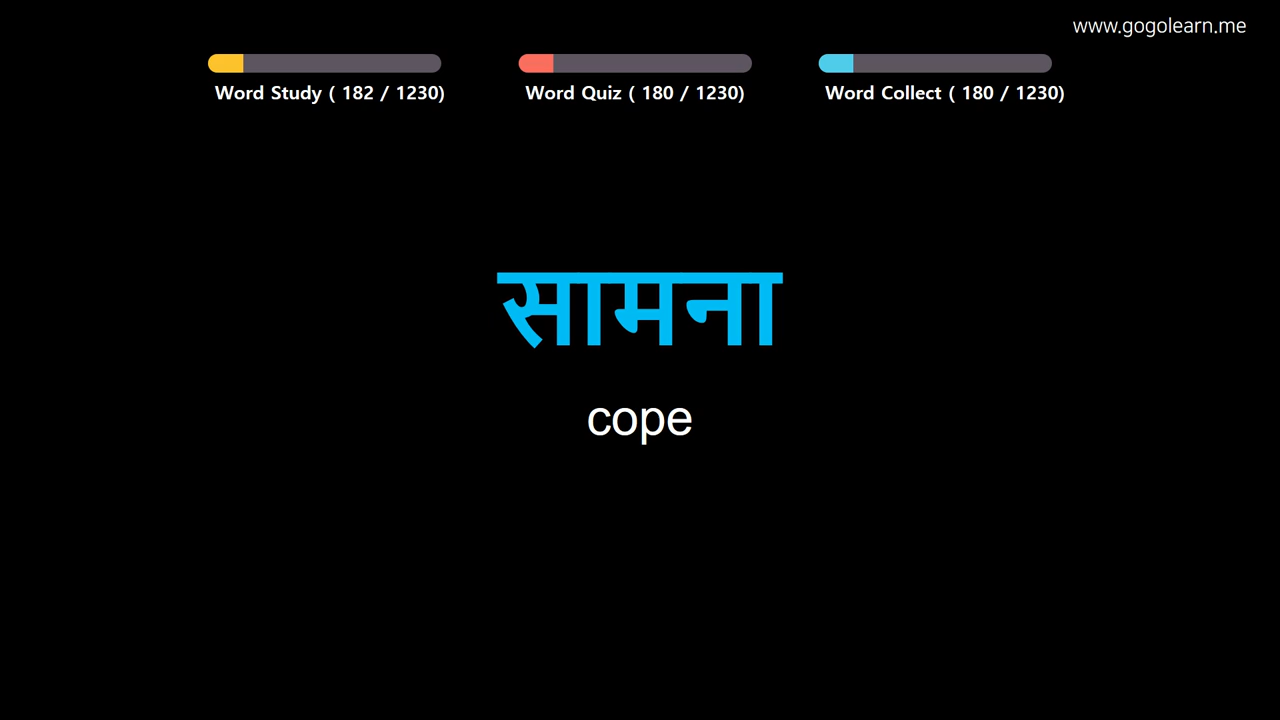 www.gogolearn.me
Word Study ( 182 / 1230)
Word Quiz ( 180 / 1230)
Word Collect ( 180 / 1230)
सामना
cope